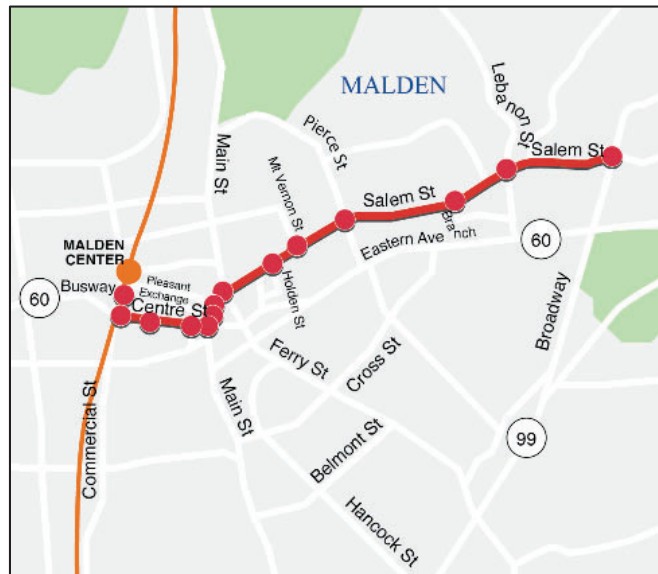 MALDEN
Lebanon St
Main St
Pierce St
Salem St
Mt Vernon St
Salem St
Branch
Eastern Ave
60
MALDEN
CENTER
Pleasant
Busway
Exchange
60
Centre St
Holden St
Broadway
Ferry St
Cross St
Main St
Commercial St
Belmont St
99
Hancock St